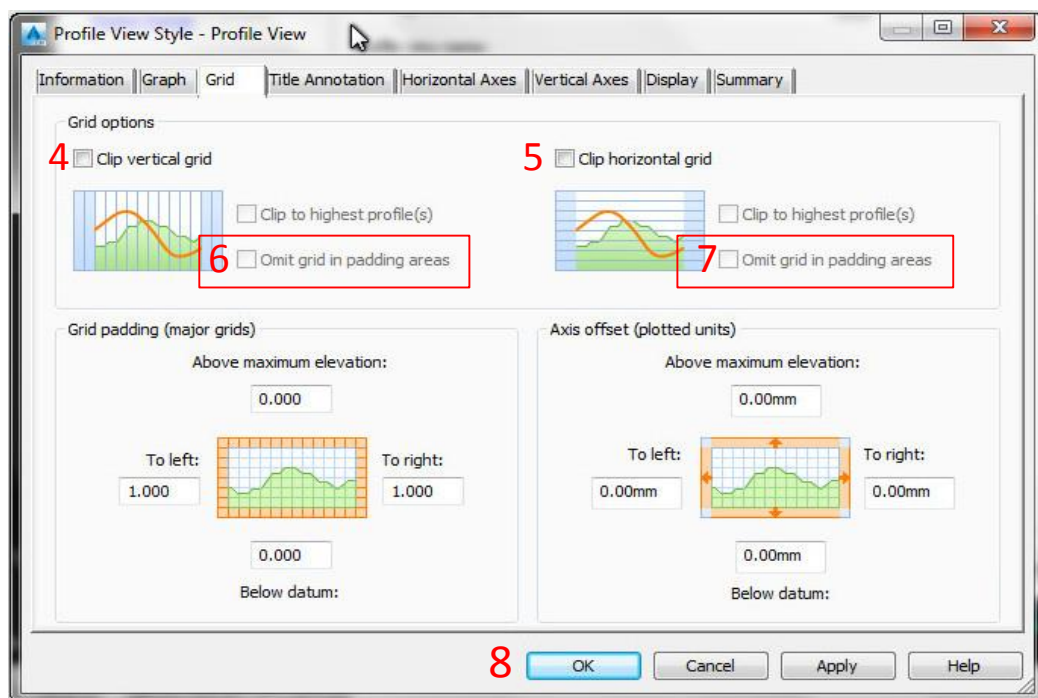 Profile View Style - Profile View
Information Graph Grid Title Annotation Horizontal Axes Vertical Axes Display Summary
Grid options
4 Clip vertical grid
5 Clip horizontal grid
Clip to highest profile(s)
6 Omit grid in padding areas
Clip to highest profile(s)
7 Omit grid in padding areas
Grid padding (major grids)
Above maximum elevation:
0.000
To left:
1.000
To right:
1.000
0.000
Below datum:
Axis offset (plotted units)
Above maximum elevation:
0.00mm
To left:
0.00mm
To right:
0.00mm
0.00mm
Below datum:
8 OK Cancel Apply Help